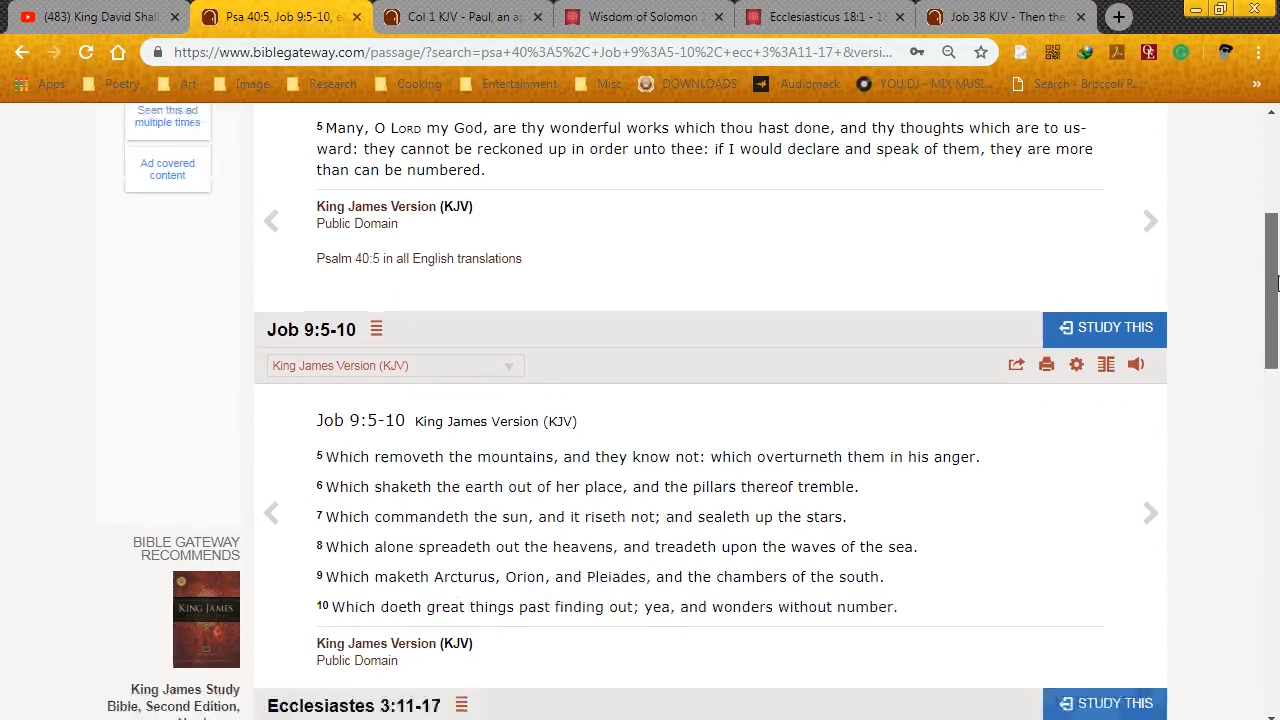 (483) King David Shall
Psa 40:5, Job 9:5-10, e
Col 1 KJV - Paul, an ap
Wisdom of Solomon
Ecclesiasticus 18:1 - 1
Job 38 KJV - Then the
https://www.biblegateway.com/passage/?search=psa+40%3A5%2C+Job+9%3A5-10%2C+ecc+3%3A11-17+&versi...
Apps
Poetry
Art
Image
Research
Cooking
Entertainment
Misc
DOWNLOADS
Audiomack
YOU.DJ – MIX MUSI...
Search - Broccoli R...
»
Seen this ad
multiple times
Ad covered
content
5 Many, O LORD my God, are thy wonderful works which thou hast done, and thy thoughts which are to us-
ward: they cannot be reckoned up in order unto thee: if I would declare and speak of them, they are more
than can be numbered.
King James Version (KJV)
Public Domain
Psalm 40:5 in all English translations
Job 9:5-10
STUDY THIS
King James Version (KJV)
Job 9:5-10 King James Version (KJV)
5 Which removeth the mountains, and they know not: which overturneth them in his anger.
6 Which shaketh the earth out of her place, and the pillars thereof tremble.
7 Which commandeth the sun, and it riseth not; and sealeth up the stars.
8 Which alone spreadeth out the heavens, and treadeth upon the waves of the sea.
9 Which maketh Arcturus, Orion, and Pleiades, and the chambers of the south.
10 Which doeth great things past finding out; yea, and wonders without number.
King James Version (KJV)
Public Domain
BIBLE GATEWAY
RECOMMENDS
KING JAMES
King James Study
Bible, Second Edition,
Ecclesiastes 3:11-17
STUDY THIS